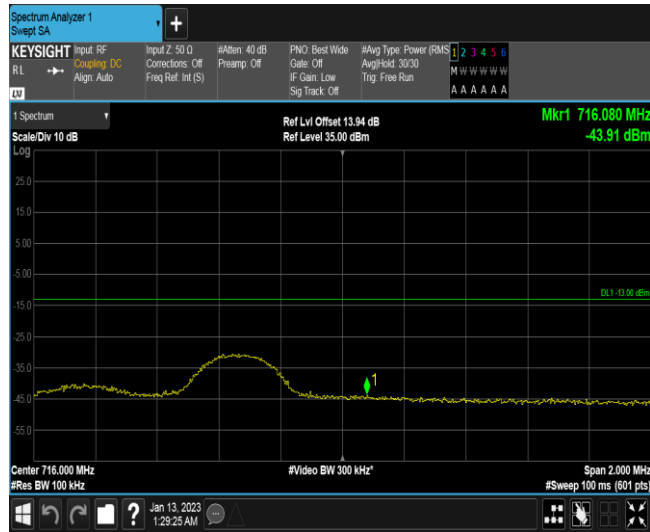 Spectrum Analyzer 1
Swept SA
+
KEYSIGHT
RL
LXI
Input: RF
Coupling: DC
Align: Auto
Input Z: 50 Ω
Corrections: Off
Freq Ref: Int (S)
#Atten: 40 dB
Preamp: Off
PNO: Best Wide
Gate: Off
IF Gain: Low
Sig Track: Off
#Avg Type: Power (RMS
Avg|Hold: 30/30
Trig: Free Run
1 2 3 4 5 6
M W W W W W
A A A A A A
1 Spectrum
Scale/Div 10 dB
Log
Ref Lvl Offset 13.94 dB
Ref Level 35.00 dBm
Mkr1 716.080 MHz
-43.91 dBm
25.0
15.0
5.00
-5.00
DL1 -13.00 dBm
-15.0
-25.0
-35.0
1
-45.0
-55.0
Center 716.000 MHz
#Res BW 100 kHz
#Video BW 300 kHz*
Span 2.000 MHz
#Sweep 100 ms (601 pts)
?
Jan 13, 2023
1:29:25 AM